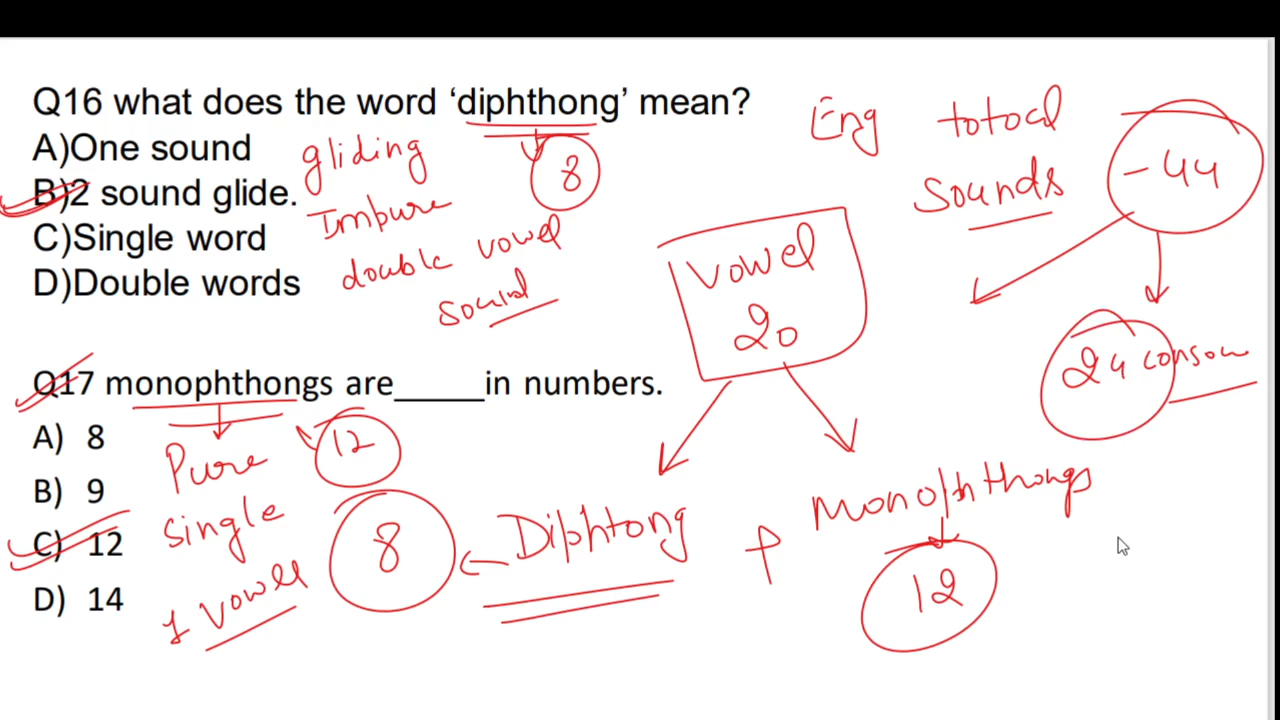 Q16 what does the word ‘diphthong’ mean?
A)One sound
B)2 sound glide.
C)Single word
D)Double words
gliding
Impure
double vowel
sound
8
Eng totoal
sounds
-44
vowel
20
24 conson
Q17 monophthongs are_____in numbers.
A) 8
B) 9
C) 12
D) 14
Pure
single
1 vowel
12
8
Diphtong
Monophthongs
12